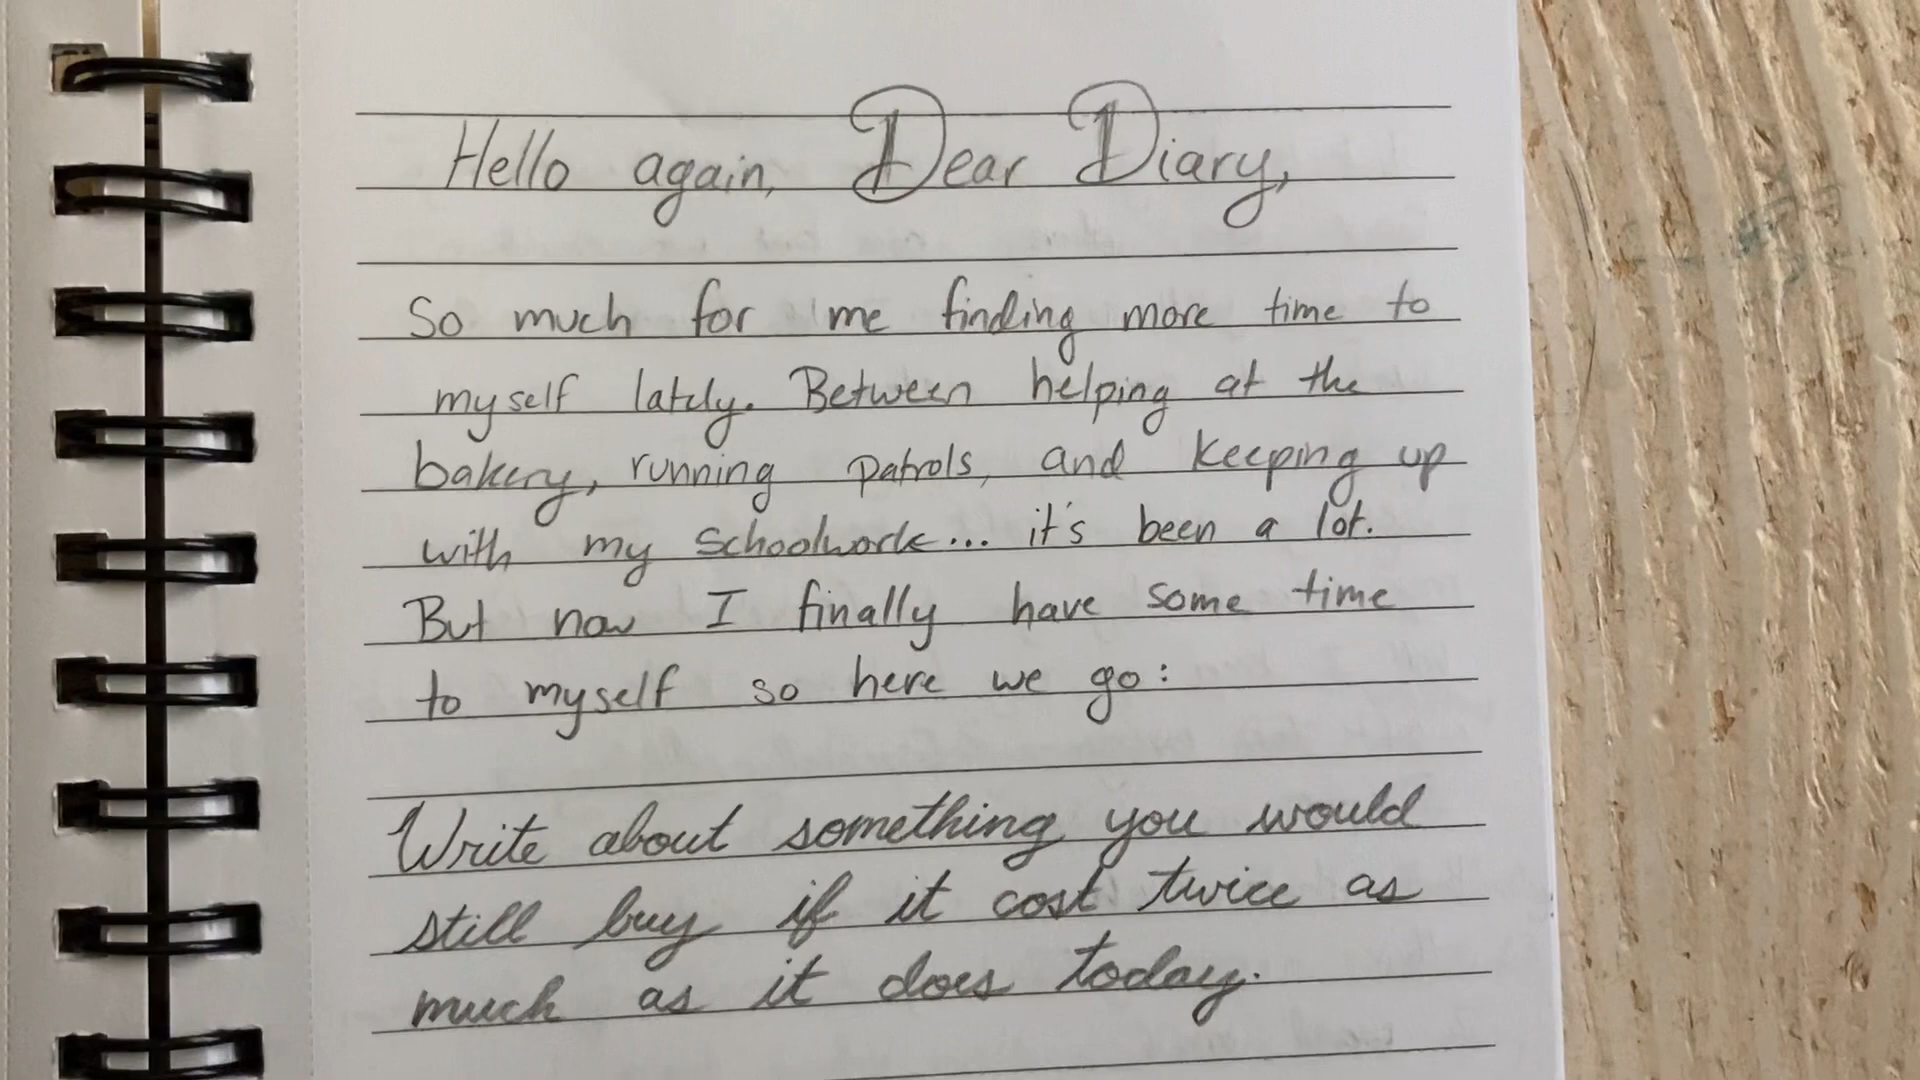 Hello again, Dear Diary,
So much for me finding more time to
myself lately. Between helping at the
bakery, running patrols, and keeping up
with my schoolwork... it's been a lot.
But now I finally have some time
to myself so here we go:
Write about something you would
still buy if it cost twice as
much as it does today.